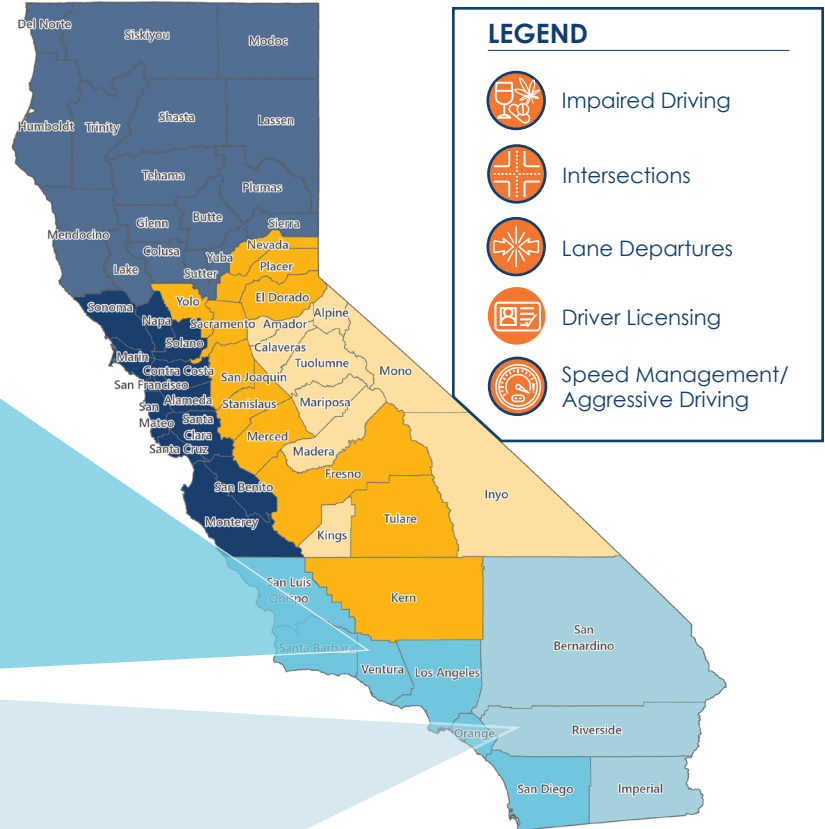 Del Norte
Siskiyou
Modoc
Humboldt
Trinity
Shasta
Lassen
Tehama
Plumas
Mendocino
Glenn
Butte
Sierra
Colusa
Lake
Sutter
Yuba
Nevada
Placer
Sonoma
Napa
Yolo
El Dorado
Sacramento
Amador
Alpine
Solano
Marin
Contra Costa
Calaveras
Tuolumne
Mono
San Francisco
San Joaquin
Alameda
San
Mateo
Stanislaus
Mariposa
Santa
Clara
Santa Cruz
Merced
Madera
Fresno
San Benito
Monterey
Kings
Tulare
Inyo
San Luis
Obispo
Kern
Santa Barbara
Ventura
Los Angeles
San
Bernardino
Orange
Riverside
San Diego
Imperial
LEGEND
Impaired Driving
Intersections
Lane Departures
Driver Licensing
Speed Management/
Aggressive Driving